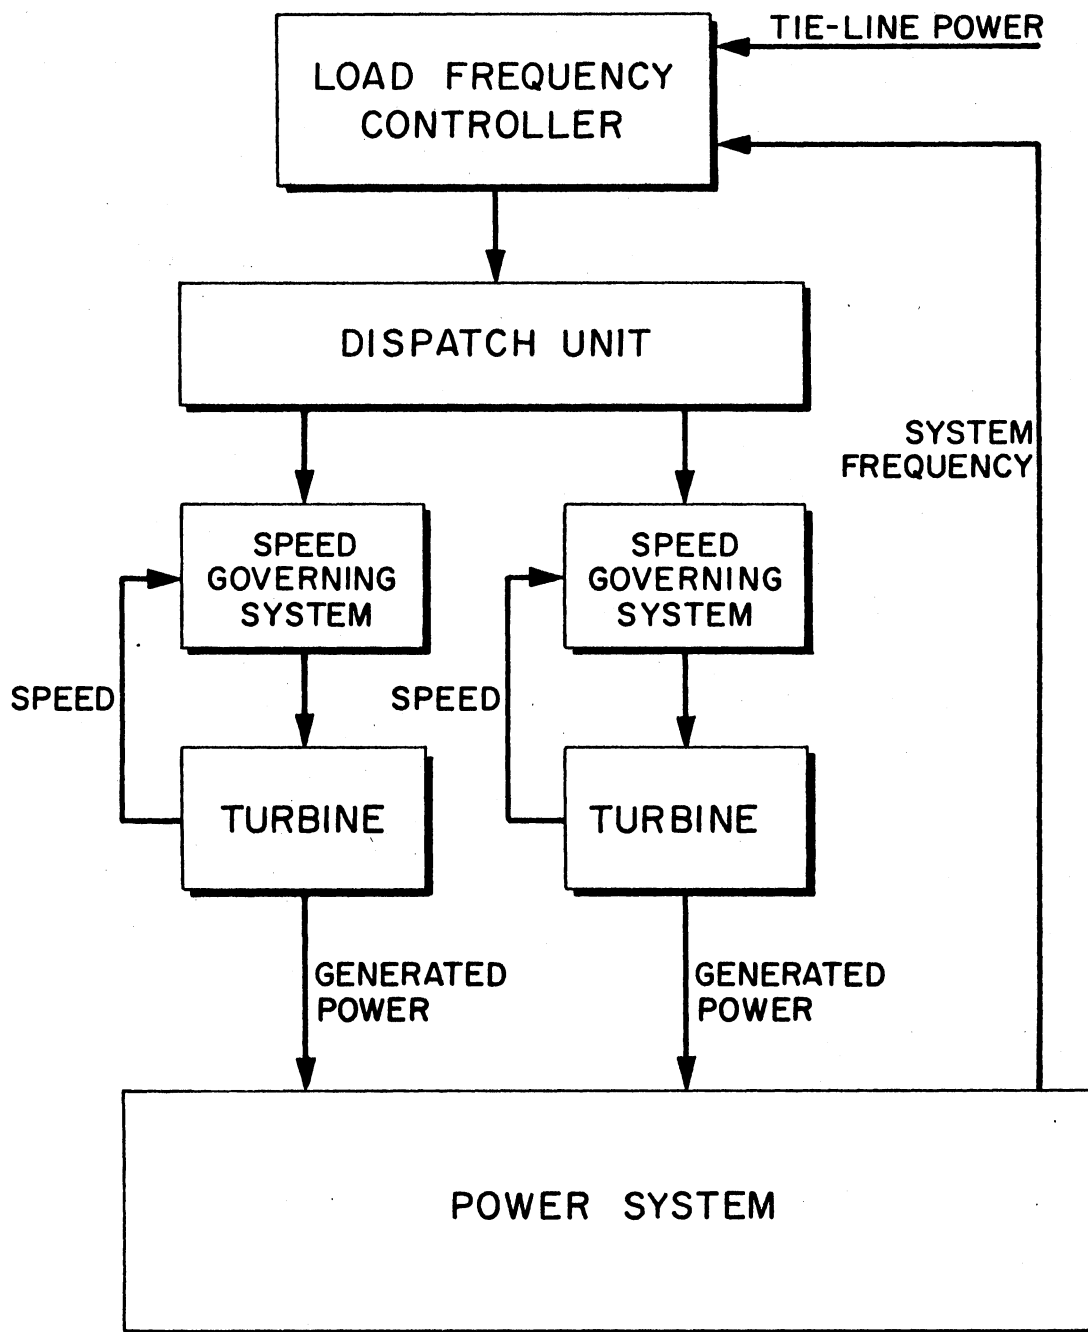 TIE-LINE POWER
LOAD FREQUENCY
CONTROLLER
DISPATCH UNIT
SYSTEM
FREQUENCY
SPEED
GOVERNING
SYSTEM
SPEED
GOVERNING
SYSTEM
SPEED
SPEED
TURBINE
TURBINE
GENERATED
POWER
GENERATED
POWER
POWER SYSTEM